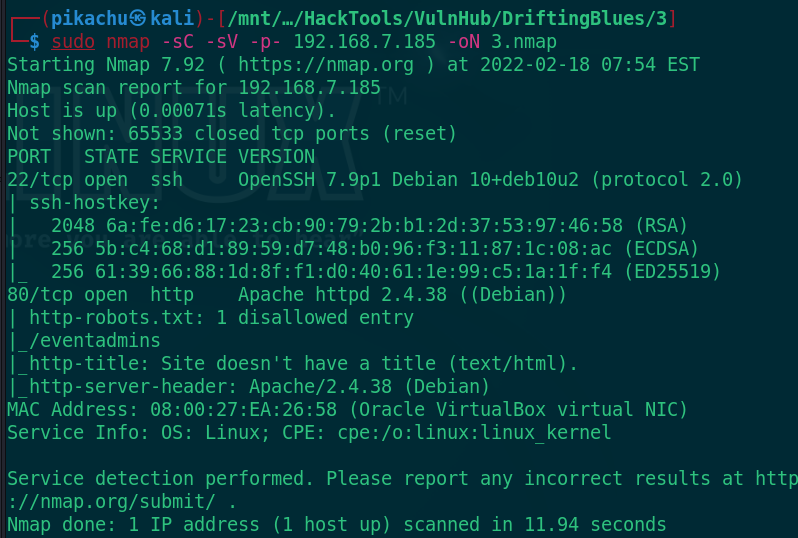 ┌──(pikachu㉿kali)-[/mnt/…/HackTools/VulnHub/DriftingBlues/3]
└─$ sudo nmap -sC -sV -p- 192.168.7.185 -oN 3.nmap
Starting Nmap 7.92 ( https://nmap.org ) at 2022-02-18 07:54 EST
Nmap scan report for 192.168.7.185
Host is up (0.00071s latency).
Not shown: 65533 closed tcp ports (reset)
PORT   STATE SERVICE VERSION
22/tcp open  ssh     OpenSSH 7.9p1 Debian 10+deb10u2 (protocol 2.0)
| ssh-hostkey:
|   2048 6a:fe:d6:17:23:cb:90:79:2b:b1:2d:37:53:97:46:58 (RSA)
|   256 5b:c4:68:d1:89:59:d7:48:b0:96:f3:11:87:1c:08:ac (ECDSA)
|_  256 61:39:66:88:1d:8f:f1:d0:40:61:1e:99:c5:1a:1f:f4 (ED25519)
80/tcp open  http    Apache httpd 2.4.38 ((Debian))
| http-robots.txt: 1 disallowed entry
|_/eventadmins
|_http-title: Site doesn't have a title (text/html).
|_http-server-header: Apache/2.4.38 (Debian)
MAC Address: 08:00:27:EA:26:58 (Oracle VirtualBox virtual NIC)
Service Info: OS: Linux; CPE: cpe:/o:linux:linux_kernel

Service detection performed. Please report any incorrect results at http
://nmap.org/submit/ .
Nmap done: 1 IP address (1 host up) scanned in 11.94 seconds